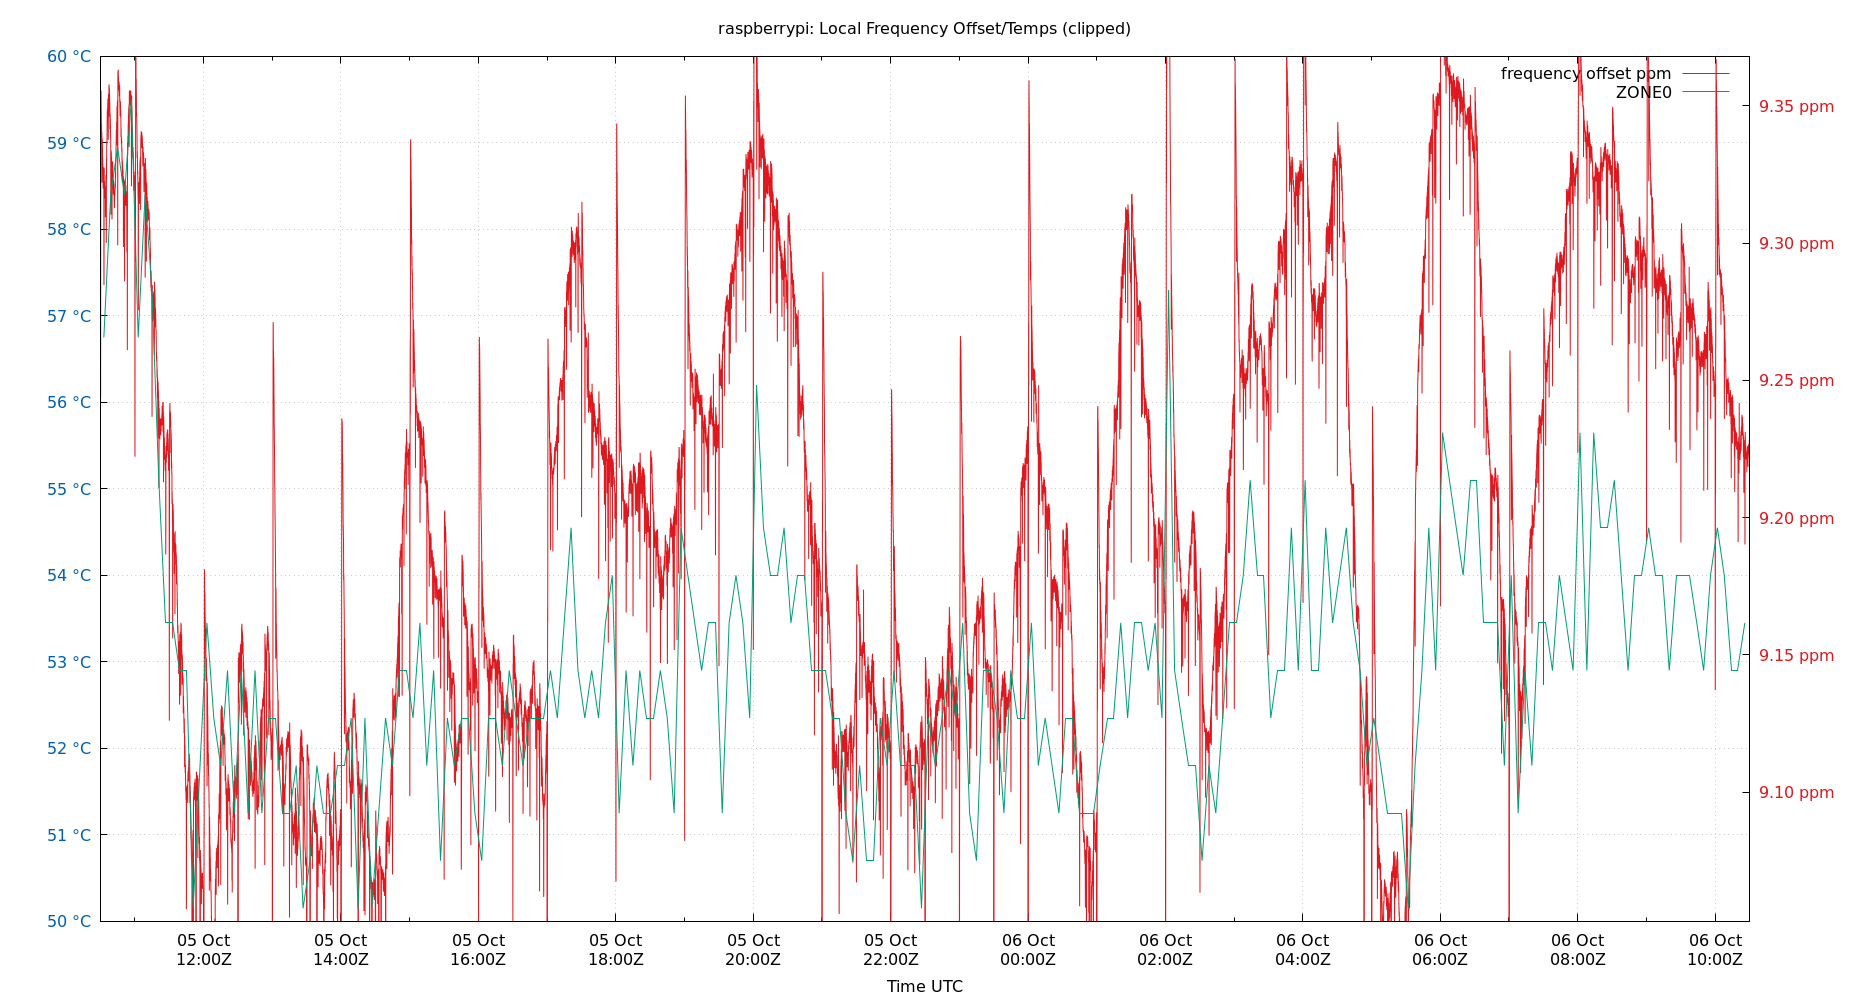 raspberrypi: Local Frequency Offset/Temps (clipped)
60 °C
59 °C
58 °C
57 °C
56 °C
55 °C
54 °C
53 °C
52 °C
51 °C
50 °C
frequency offset ppm
ZONE0
9.35 ppm
9.30 ppm
9.25 ppm
9.20 ppm
9.15 ppm
9.10 ppm
05 Oct 05 Oct 05 Oct 05 Oct 05 Oct 05 Oct 06 Oct 06 Oct 06 Oct 06 Oct 06 Oct 06 Oct
12:00Z 14:00Z 16:00Z 18:00Z 20:00Z 22:00Z 00:00Z 02:00Z 04:00Z 06:00Z 08:00Z 10:00Z
Time UTC